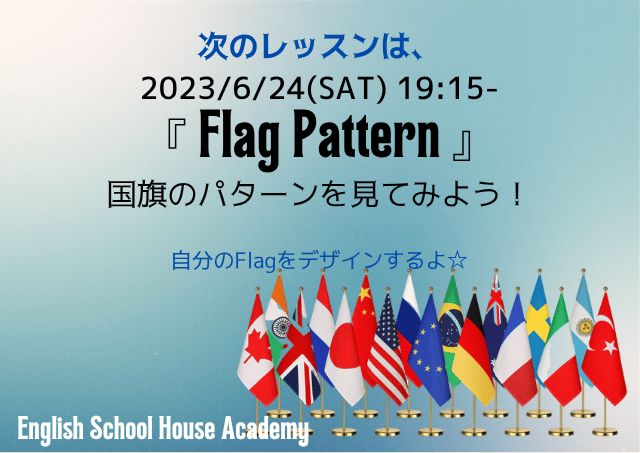 次のレッスンは、
2023/6/24(SAT) 19:15-
『 Flag Pattern 』
国旗のパターンを見てみよう！
自分のFlagをデザインするよ☆
English School House Academy